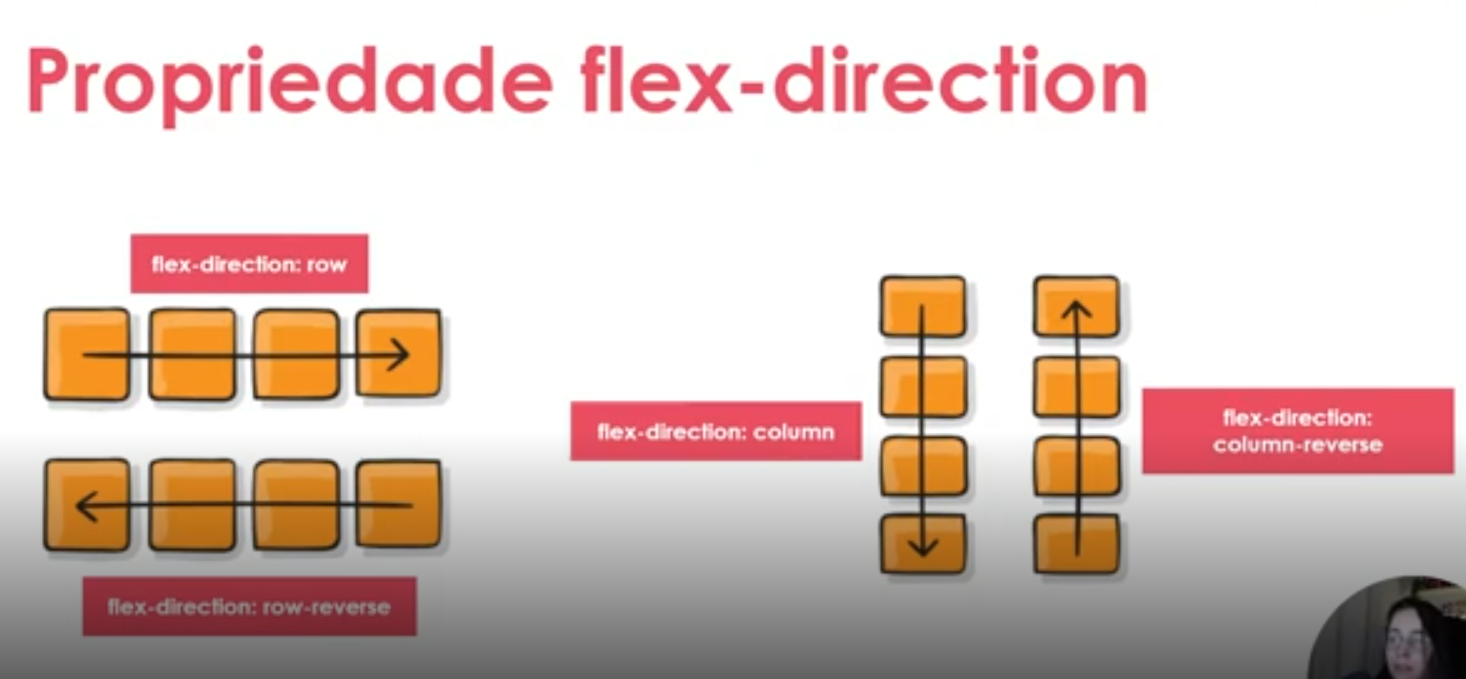 Propriedade flex-direction
flex-direction: row
flex-direction: row-reverse
flex-direction: column
flex-direction:
column-reverse